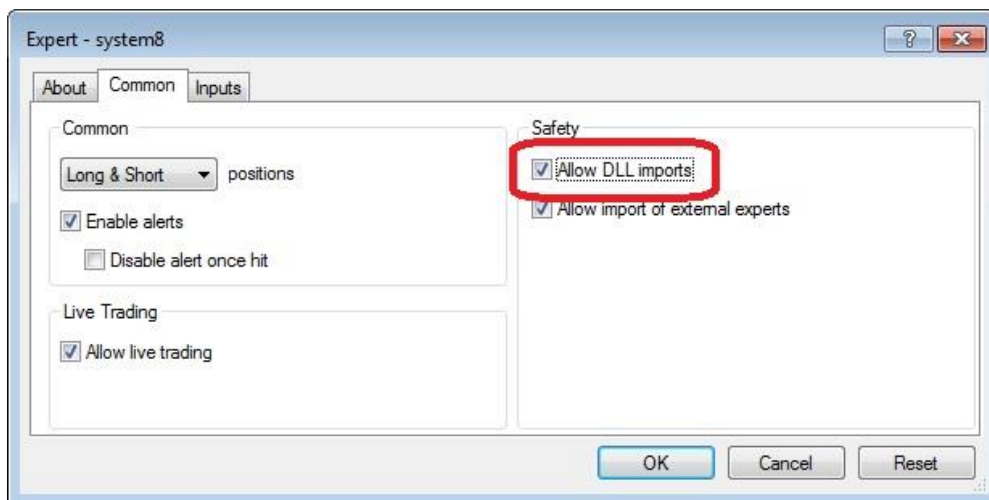 Expert - system8
About Common Inputs
Common
Long & Short positions
Enable alerts
Disable alert once hit
Live Trading
Allow live trading
Safety
Allow DLL imports
Allow import of external experts
OK Cancel Reset